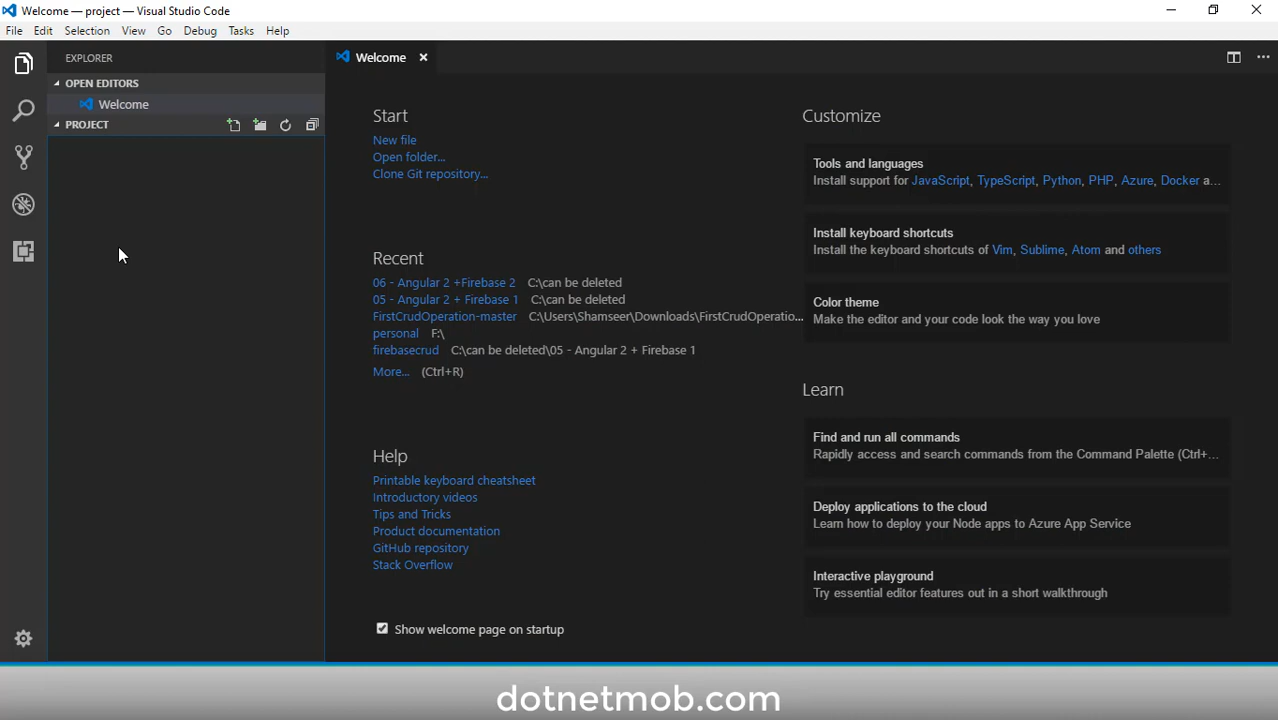 Welcome — project — Visual Studio Code
File Edit Selection View Go Debug Tasks Help
EXPLORER
OPEN EDITORS
Welcome
PROJECT
Welcome
Start
New file
Open folder...
Clone Git repository...
Recent
06 - Angular 2 +Firebase 2 C:\can be deleted
05 - Angular 2 + Firebase 1 C:\can be deleted
FirstCrudOperation-master C:\Users\Shamseer\Downloads\FirstCrudOperatio...
personal F:\
firebasecrud C:\can be deleted\05 - Angular 2 + Firebase 1
More... (Ctrl+R)
Help
Printable keyboard cheatsheet
Introductory videos
Tips and Tricks
Product documentation
GitHub repository
Stack Overflow
Show welcome page on startup
Customize
Tools and languages
Install support for JavaScript, TypeScript, Python, PHP, Azure, Docker a...
Install keyboard shortcuts
Install the keyboard shortcuts of Vim, Sublime, Atom and others
Color theme
Make the editor and your code look the way you love
Learn
Find and run all commands
Rapidly access and search commands from the Command Palette (Ctrl+...
Deploy applications to the cloud
Learn how to deploy your Node apps to Azure App Service
Interactive playground
Try essential editor features out in a short walkthrough
dotnetmob.com